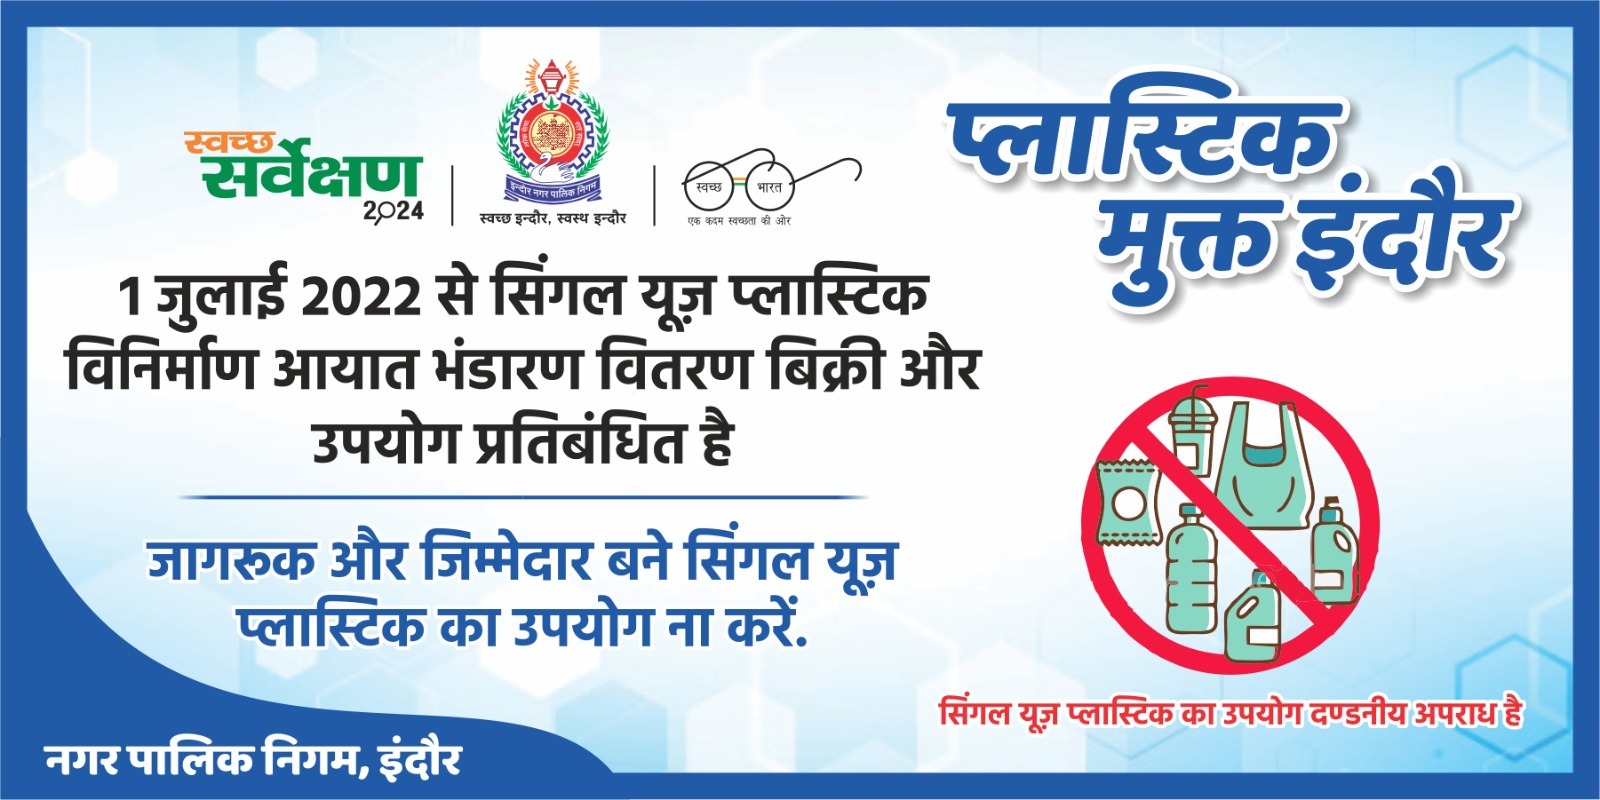 स्वच्छ
सर्वेक्षण
2024
इन्दौर नगर पालिक निगम
स्वच्छ इन्दौर, स्वस्थ इन्दौर
स्वच्छ भारत
एक कदम स्वच्छता की ओर
प्लास्टिक
मुक्त इंदौर
1 जुलाई 2022 से सिंगल यूज़ प्लास्टिक
विनिर्माण आयात भंडारण वितरण बिक्री और
उपयोग प्रतिबंधित है
जागरूक और जिम्मेदार बने सिंगल यूज़
प्लास्टिक का उपयोग ना करें.
सिंगल यूज़ प्लास्टिक का उपयोग दण्डनीय अपराध है
नगर पालिक निगम, इंदौर